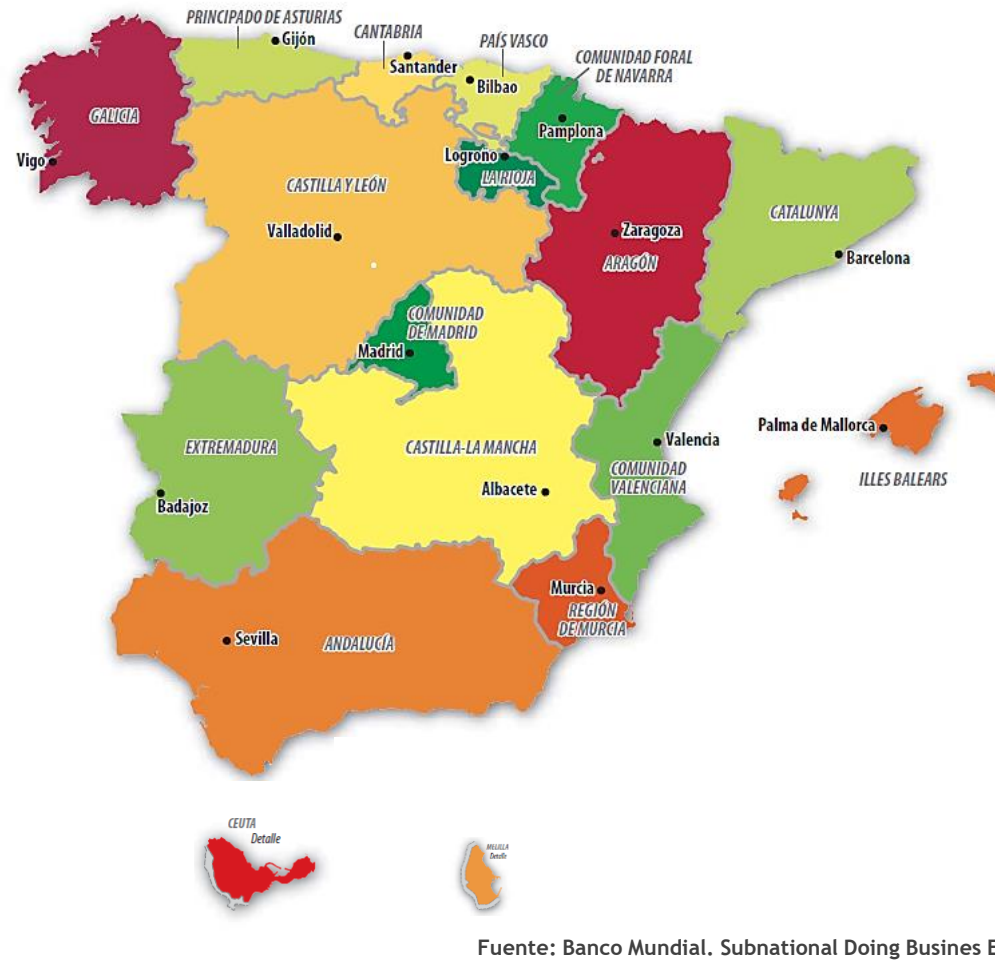 PRINCIPADO DE ASTURIAS
Gijón
CANTABRIA
Santander
PAÍS VASCO
Bilbao
COMUNIDAD FORAL
DE NAVARRA
Pamplona
GALICIA
Vigo
Logroño
LA RIOJA
CASTILLA Y LEÓN
Valladolid
Zaragoza
ARAGÓN
CATALUNYA
Barcelona
COMUNIDAD
DE MADRID
Madrid
EXTREMADURA
Badajoz
CASTILLA-LA MANCHA
Albacete
Valencia
COMUNIDAD
VALENCIANA
Palma de Mallorca
ILLES BALEARS
Murcia
REGIÓN
DE MURCIA
Sevilla
ANDALUCÍA
CEUTA
Detalle
MELILLA
Detalle
Fuente: Banco Mundial. Subnational Doing Busines E